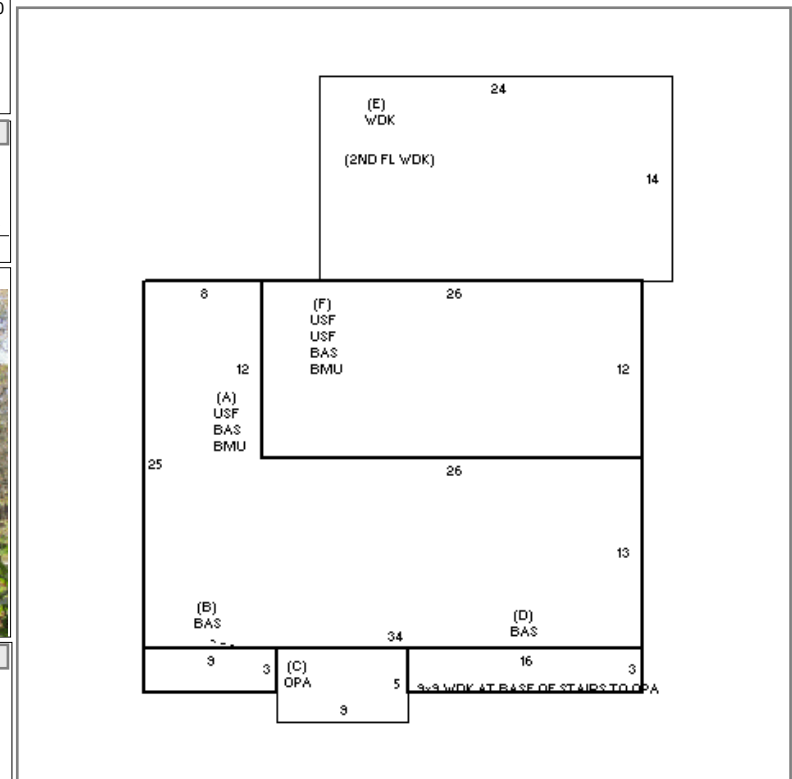 24
(E)
WDK
(2ND FL WDK)
14
8
26
(F)
USF
USF
BAS
BMU
12
12
(A)
USF
BAS
BMU
25
26
13
(B)
BAS
(D)
BAS
34
9
3
(C)
OPA
5
16
3
9x9 WDK AT BASE OF STAIRS TO OPA
9